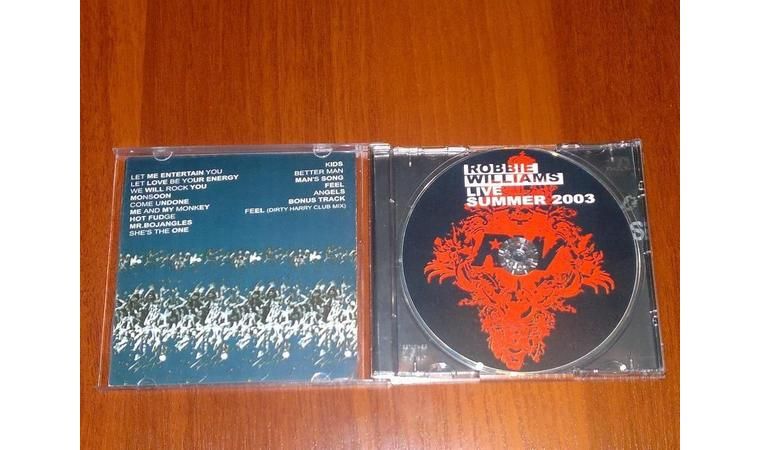 LET ME ENTERTAIN YOU
LET LOVE BE YOUR ENERGY
WE WILL ROCK YOU
MONSOON
COME UNDONE
ME AND MY MONKEY
HOT FUDGE
MR.BOJANGLES
SHE'S THE ONE
KIDS
BETTER MAN
MAN'S SONG
FEEL
ANGELS
BONUS TRACK
FEEL (DIRTY HARRY CLUB MIX)
ROBBIE
WILLIAMS
LIVE
SUMMER 2003